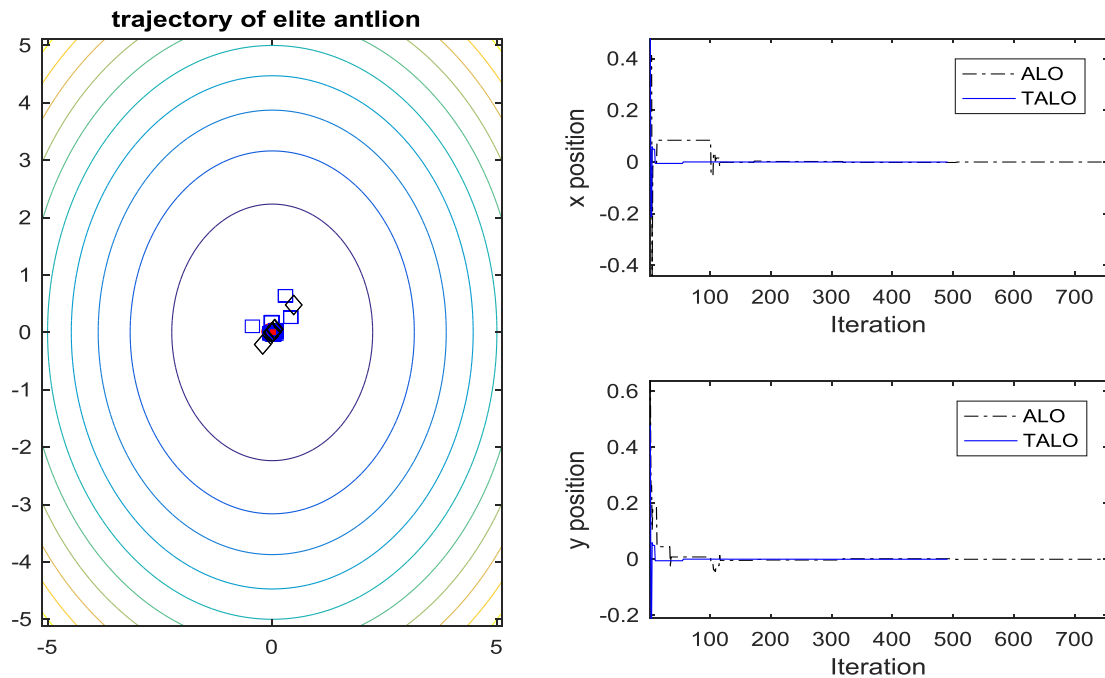 trajectory of elite antlion
5
4
3
2
1
0
-1
-2
-3
-4
-5
-5 0 5
x position
0.4
0.2
0
-0.2
-0.4
ALO
TALO
100 200 300 400 500 600 700
Iteration
y position
0.6
0.4
0.2
0
-0.2
ALO
TALO
100 200 300 400 500 600 700
Iteration